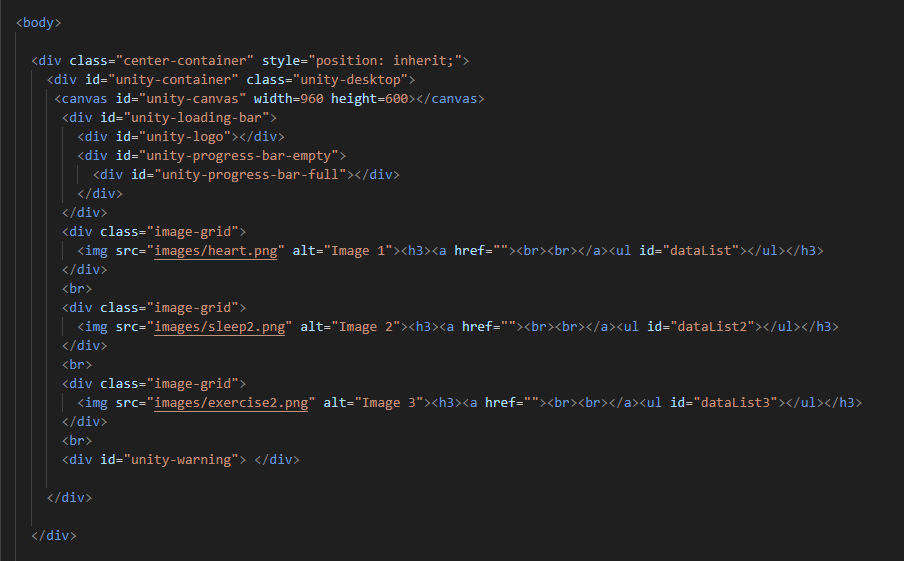 <body>
<div class="center-container" style="position: inherit;">
<div id="unity-container" class="unity-desktop">
<canvas id="unity-canvas" width=960 height=600></canvas>
<div id="unity-loading-bar">
<div id="unity-logo"></div>
<div id="unity-progress-bar-empty">
<div id="unity-progress-bar-full"></div>
</div>
</div>
<div class="image-grid">
<img src="images/heart.png" alt="Image 1"><h3><a href=""><br><br></a><ul id="dataList"></ul></h3>
</div>
<br>
<div class="image-grid">
<img src="images/sleep2.png" alt="Image 2"><h3><a href=""><br><br></a><ul id="dataList2"></ul></h3>
</div>
<br>
<div class="image-grid">
<img src="images/exercise2.png" alt="Image 3"><h3><a href=""><br><br></a><ul id="dataList3"></ul></h3>
</div>
<br>
<div id="unity-warning"> </div>
</div>
</div>